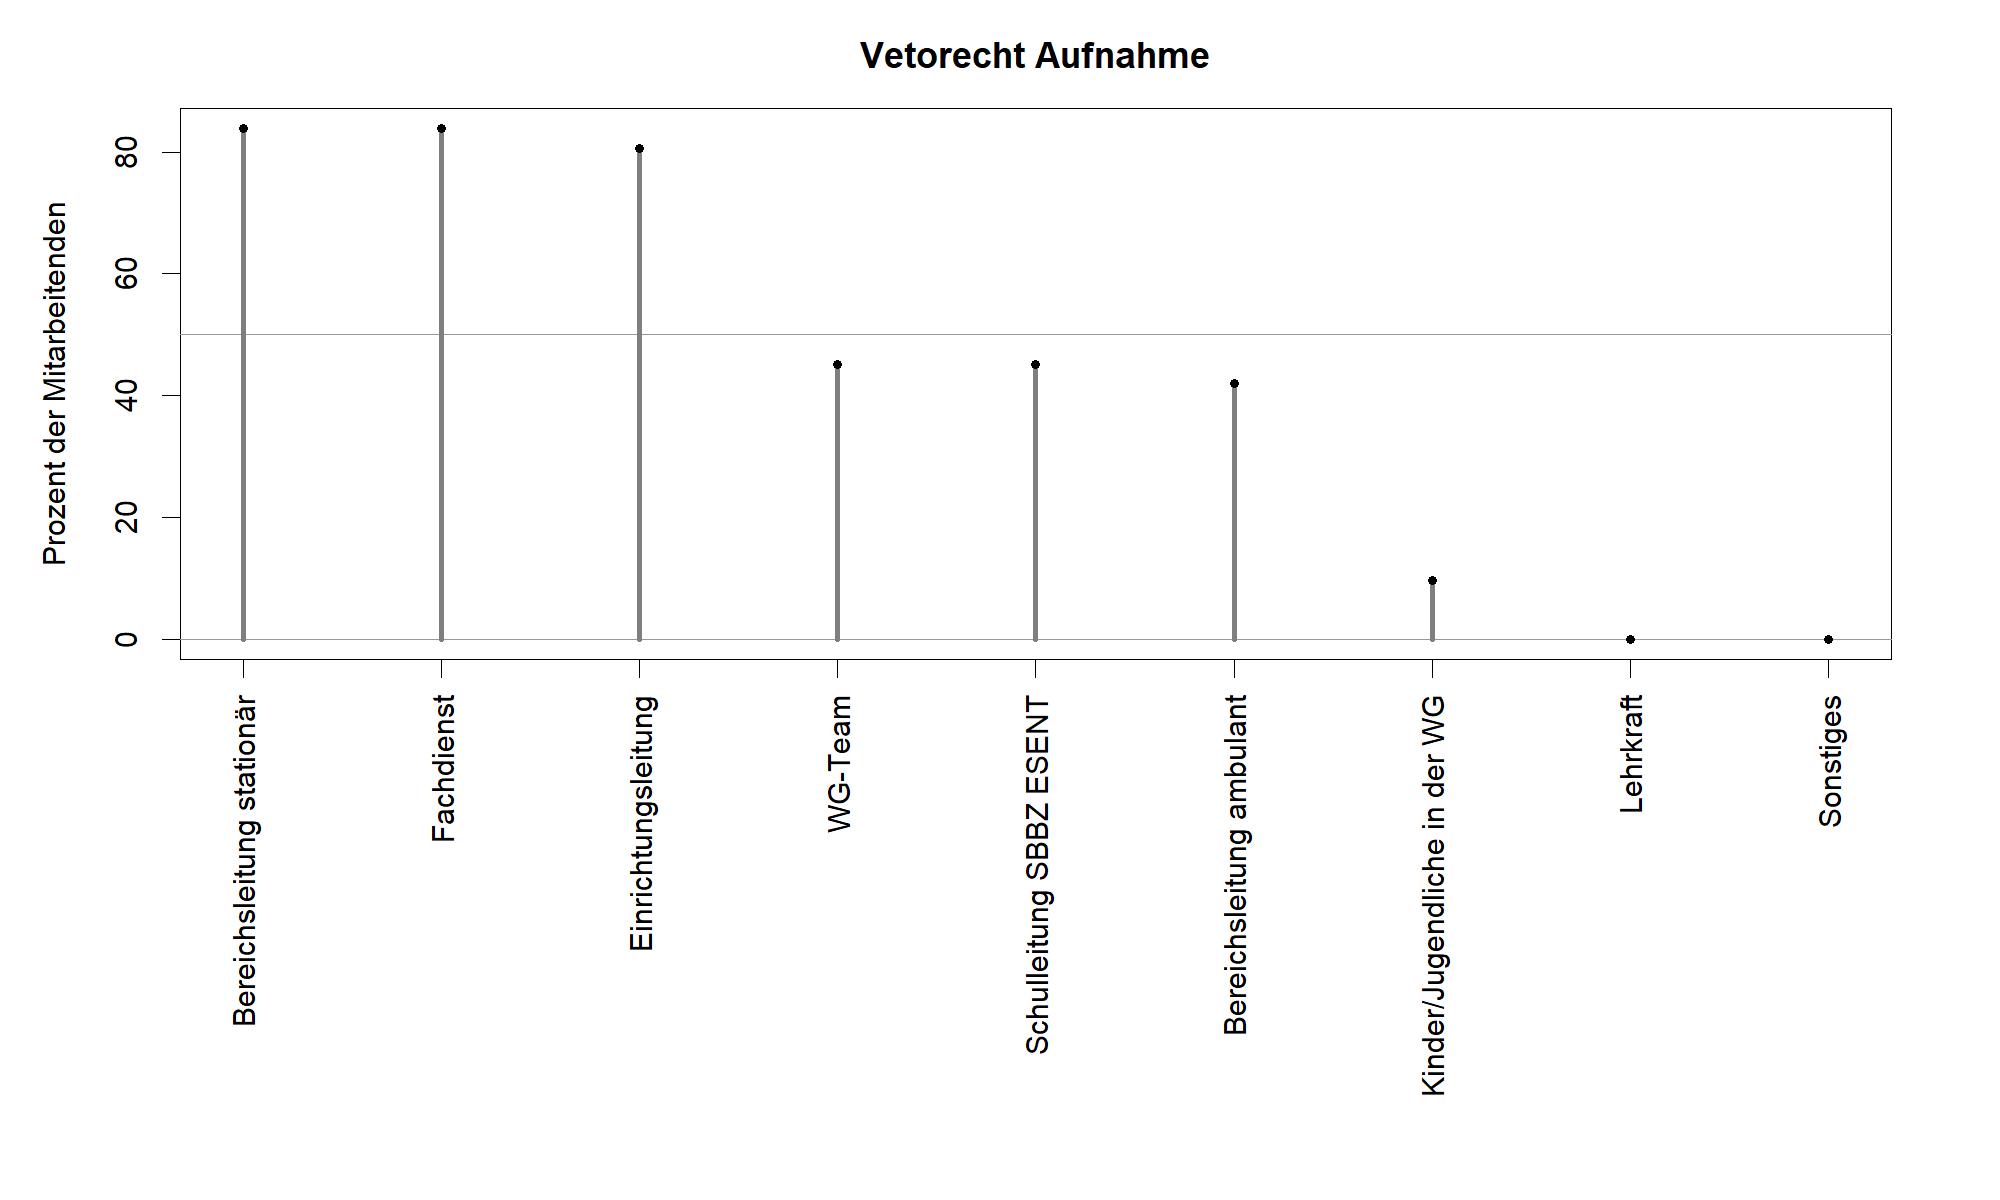 Vetorecht Aufnahme
Prozent der Mitarbeitenden
80
60
40
20
0
Bereichsleitung stationär
Fachdienst
Einrichtungsleitung
WG-Team
Schulleitung SBBZ ESENT
Bereichsleitung ambulant
Kinder/Jugendliche in der WG
Lehrkraft
Sonstiges